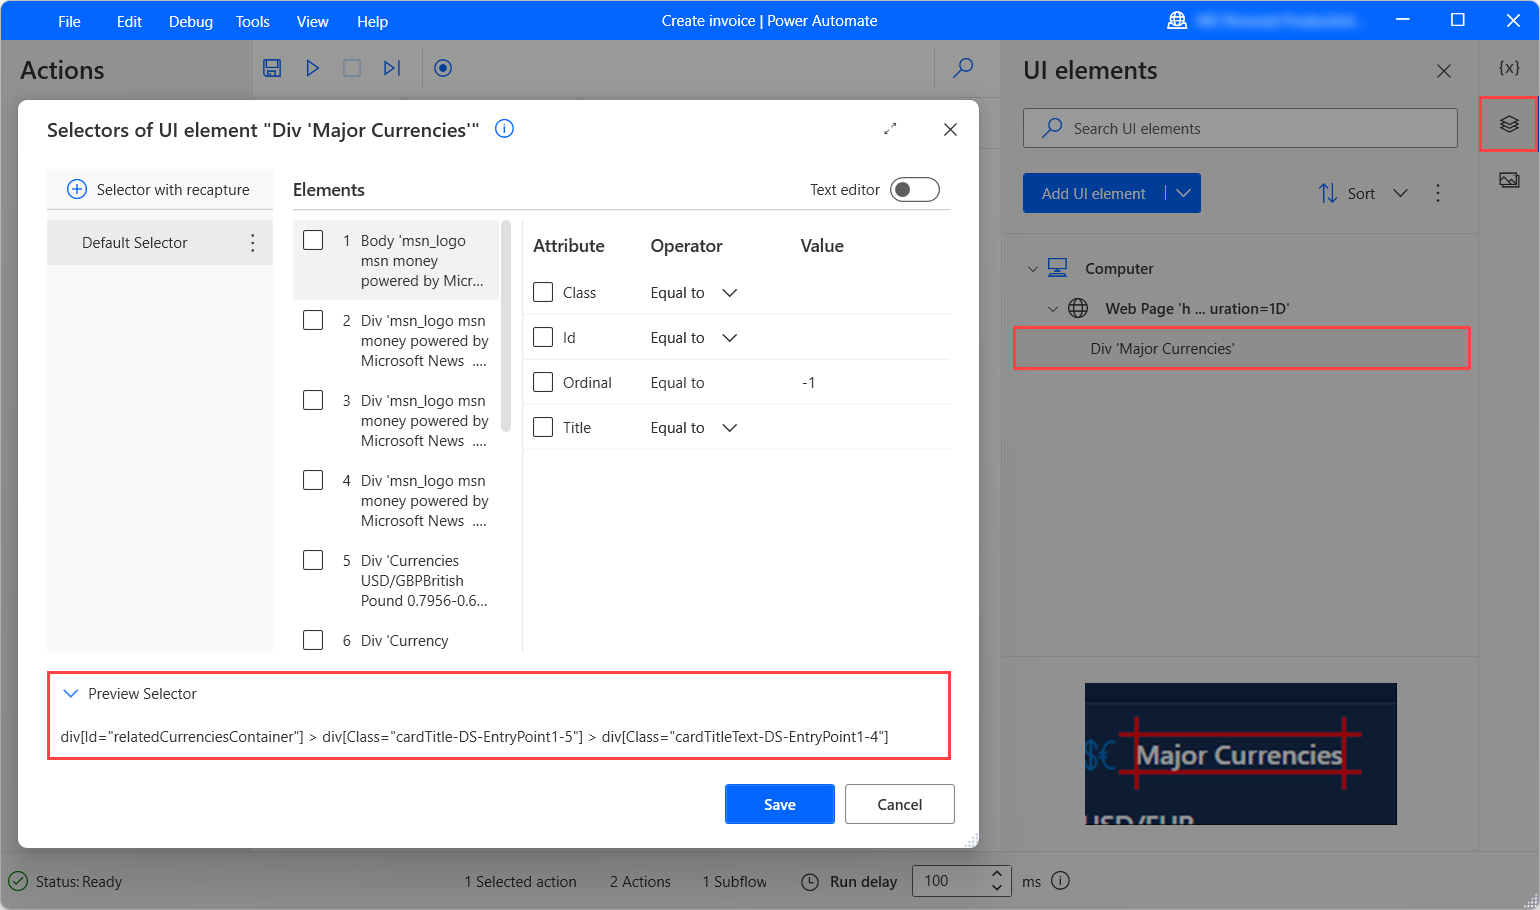 File Edit Debug Tools View Help
Create invoice | Power Automate
Actions
Selectors of UI element "Div 'Major Currencies'"
Selector with recapture
Default Selector
Elements
Text editor
1 Body 'msn_logo
msn money
powered by Micr...
2 Div 'msn_logo msn
money powered by
Microsoft News ....
3 Div 'msn_logo msn
money powered by
Microsoft News ....
4 Div 'msn_logo msn
money powered by
Microsoft News ....
5 Div 'Currencies
USD/GBPBritish
Pound 0.7956-0.6...
6 Div 'Currency
Attribute Operator Value
Class Equal to
Id Equal to
Ordinal Equal to -1
Title Equal to
Preview Selector
div[Id="relatedCurrenciesContainer"] > div[Class="cardTitle-DS-EntryPoint1-5"] > div[Class="cardTitleText-DS-EntryPoint1-4"]
Save Cancel
UI elements
{x}
Search UI elements
Add UI element
Sort
Computer
Web Page 'h ... uration=1D'
Div 'Major Currencies'
$€ Major Currencies
USD/EUR
Status: Ready 1 Selected action 2 Actions 1 Subflow Run delay 100 ms